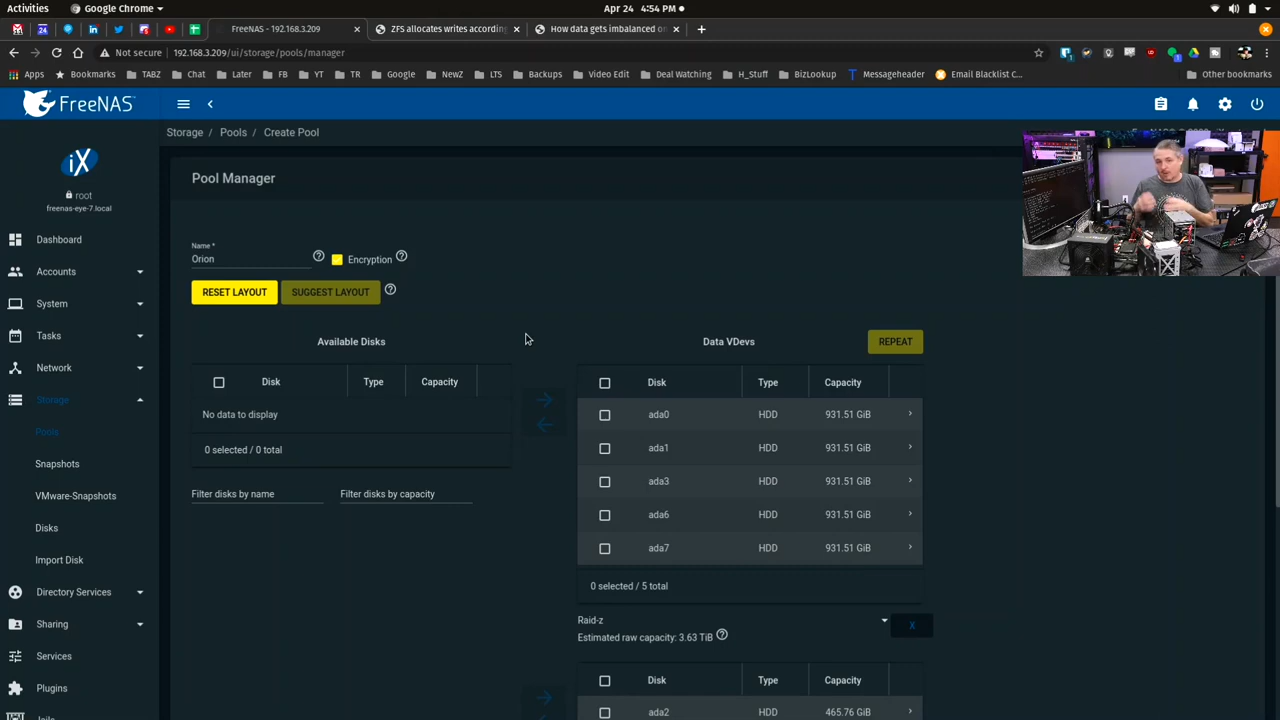 Activities
Google Chrome
Apr 24 4:54 PM
FreeNAS - 192.168.3.209
ZFS allocates writes according
How data gets imbalanced on
Not secure
192.168.3.209/ui/storage/pools/manager
Apps
Bookmarks
TABZ
Chat
Later
FB
YT
TR
Google
NewZ
LTS
Backups
Video Edit
Deal Watching
H_Stuff
BizLookup
Messageheader
Email Blacklist C...
Other bookmarks
FreeNAS
Storage / Pools / Create Pool
iX
root
freenas-eye-7.local
Dashboard
Accounts
System
Tasks
Network
Storage
Pools
Snapshots
VMware-Snapshots
Disks
Import Disk
Directory Services
Sharing
Services
Plugins
Pool Manager
Name *
Orion
Encryption
RESET LAYOUT
SUGGEST LAYOUT
Available Disks
Disk Type Capacity
No data to display
0 selected / 0 total
Filter disks by name
Filter disks by capacity
Data VDevs
REPEAT
Disk Type Capacity
ada0 HDD 931.51 GiB
ada1 HDD 931.51 GiB
ada3 HDD 931.51 GiB
ada6 HDD 931.51 GiB
ada7 HDD 931.51 GiB
0 selected / 5 total
Raid-z
X
Estimated raw capacity: 3.63 TiB
Disk Type Capacity
ada2 HDD 465.76 GiB